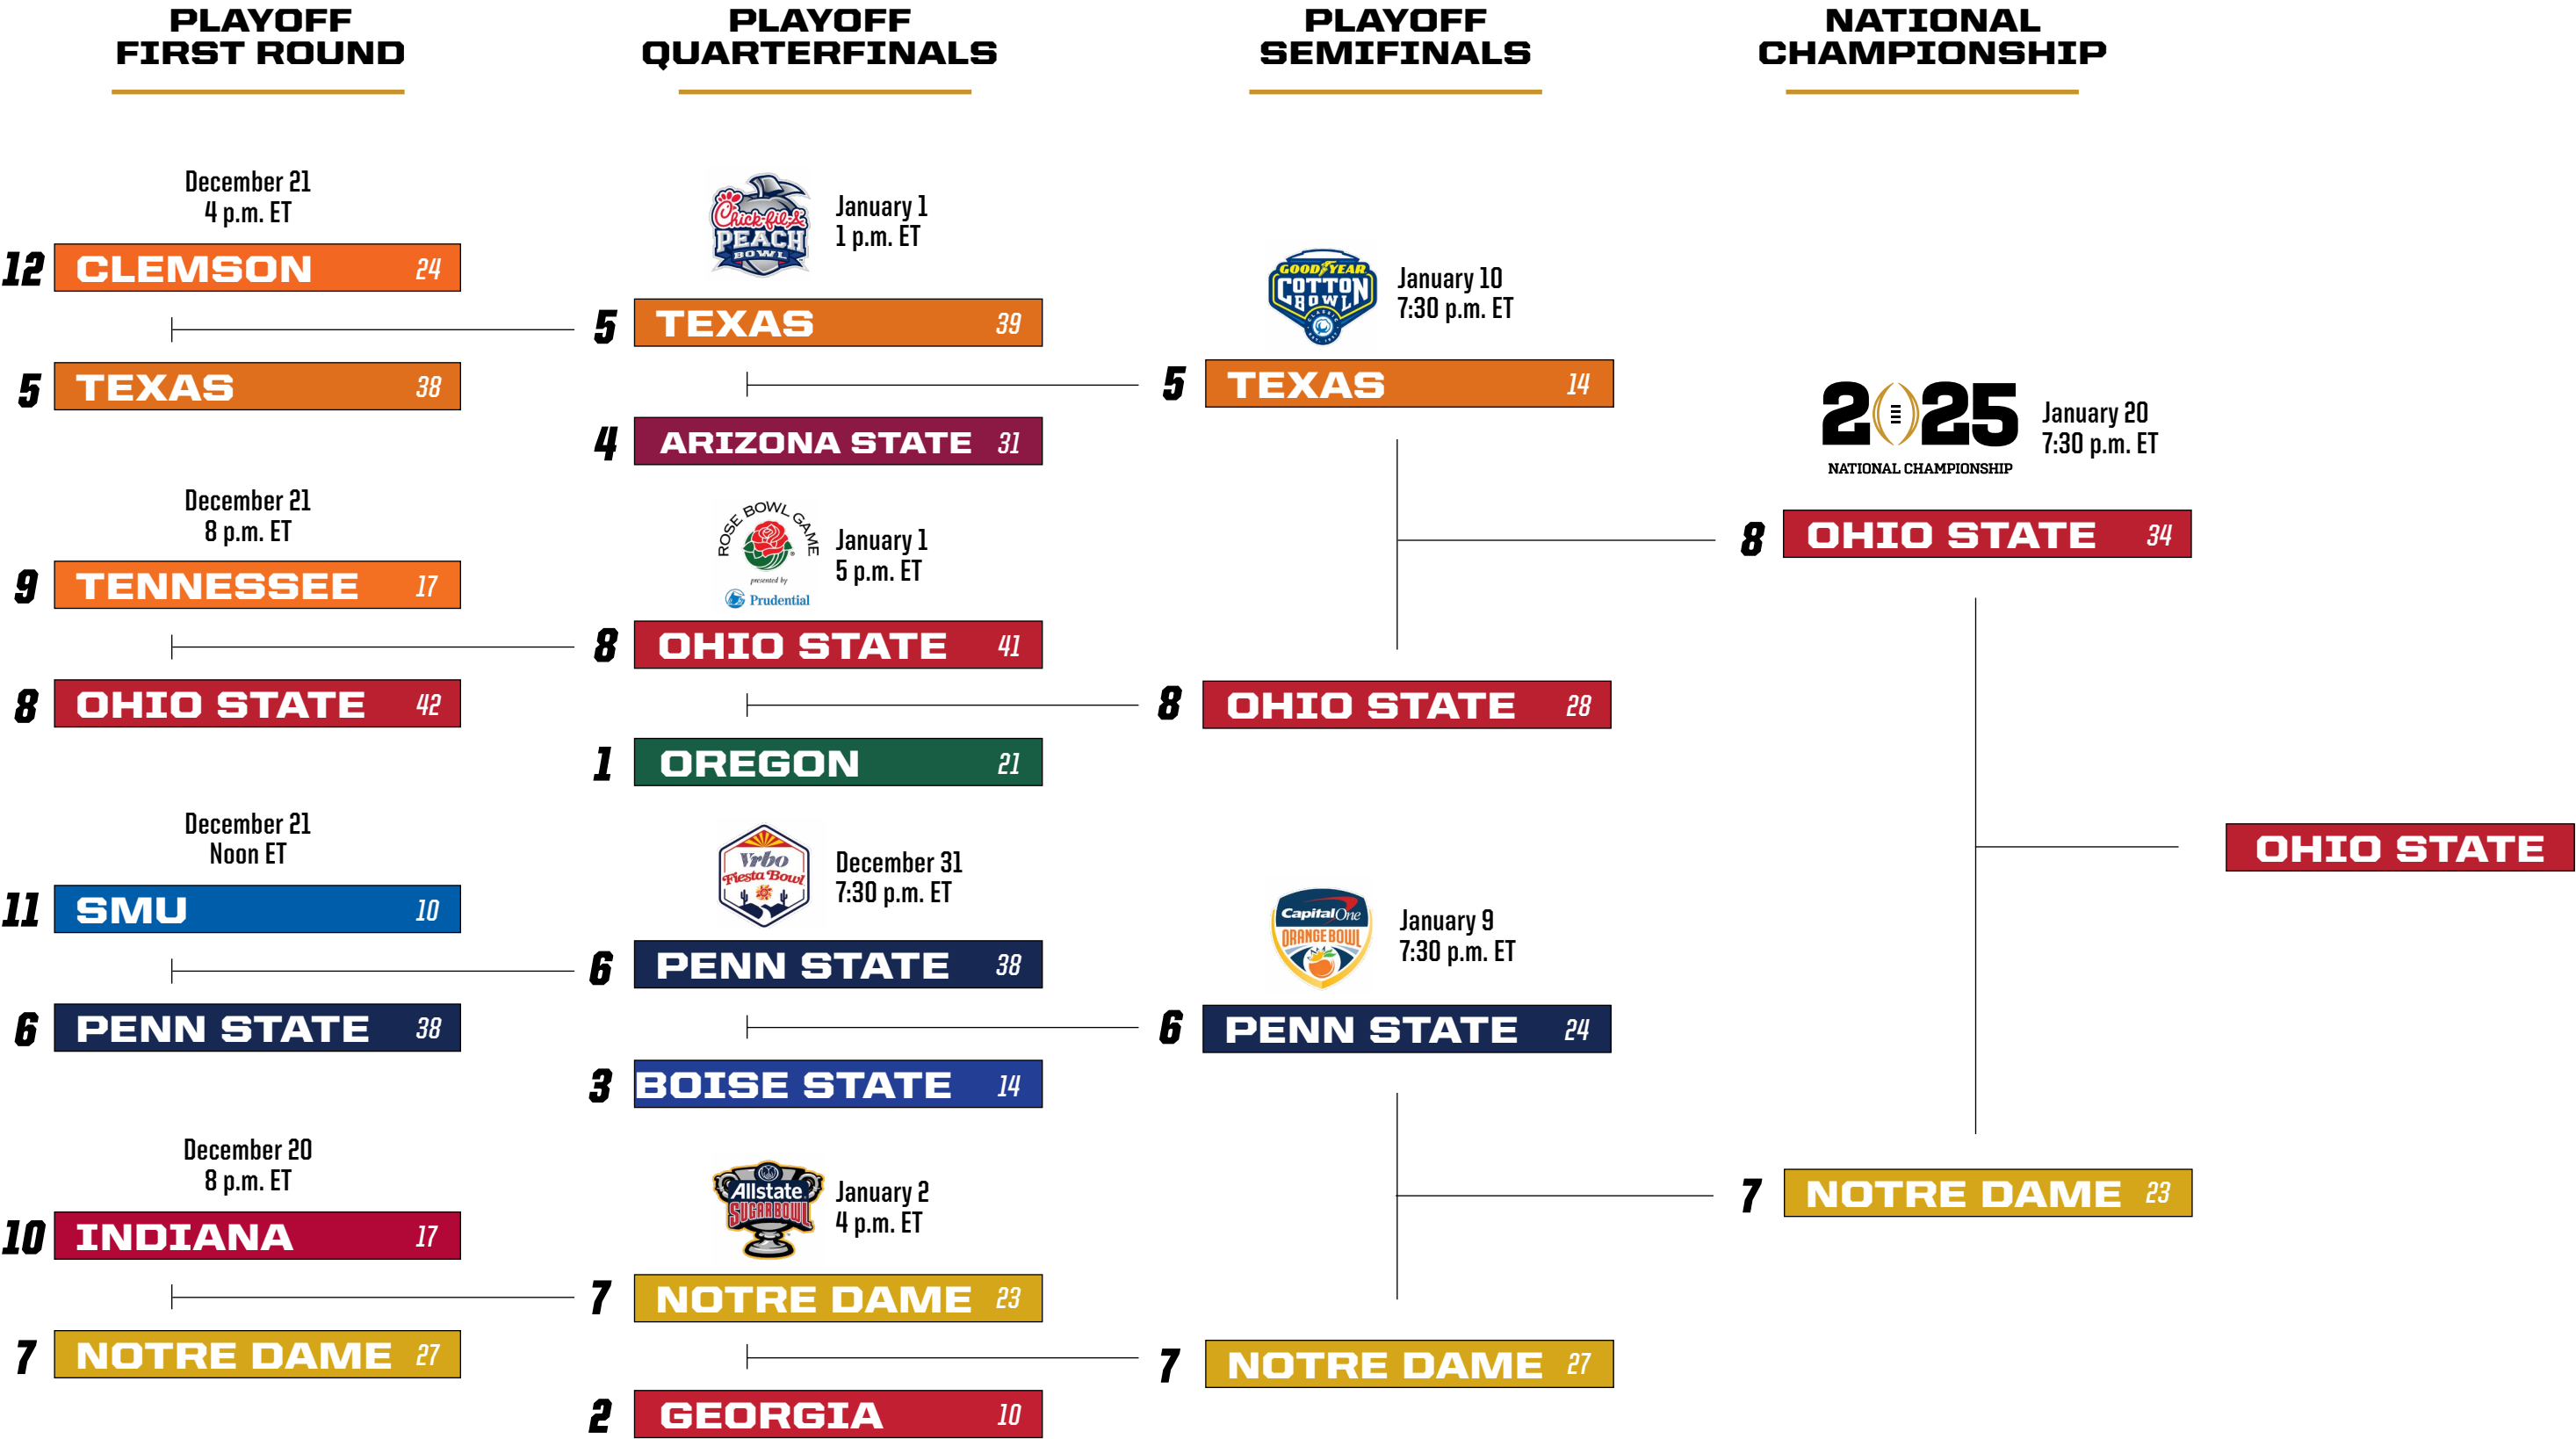 PLAYOFF
FIRST ROUND
PLAYOFF
QUARTERFINALS
PLAYOFF
SEMIFINALS
NATIONAL
CHAMPIONSHIP
December 21
4 p.m. ET
12 CLEMSON 24
5 TEXAS 38
December 21
8 p.m. ET
9 TENNESSEE 17
8 OHIO STATE 42
December 21
Noon ET
11 SMU 10
6 PENN STATE 38
December 20
8 p.m. ET
10 INDIANA 17
7 NOTRE DAME 27
Chick-fil-A
PEACH
BOWL
January 1
1 p.m. ET
5 TEXAS 39
4 ARIZONA STATE 31
ROSE BOWL GAME
presented by
Prudential
January 1
5 p.m. ET
8 OHIO STATE 41
1 OREGON 21
Vrbo
Fiesta Bowl
December 31
7:30 p.m. ET
6 PENN STATE 38
3 BOISE STATE 14
Allstate
SUGAR BOWL
January 2
4 p.m. ET
7 NOTRE DAME 23
2 GEORGIA 10
GOODYEAR
COTTON
BOWL
CLASSIC
January 10
7:30 p.m. ET
5 TEXAS 14
8 OHIO STATE 28
Capital One
ORANGE BOWL
January 9
7:30 p.m. ET
6 PENN STATE 24
7 NOTRE DAME 27
2025
NATIONAL CHAMPIONSHIP
January 20
7:30 p.m. ET
8 OHIO STATE 34
7 NOTRE DAME 23
OHIO STATE